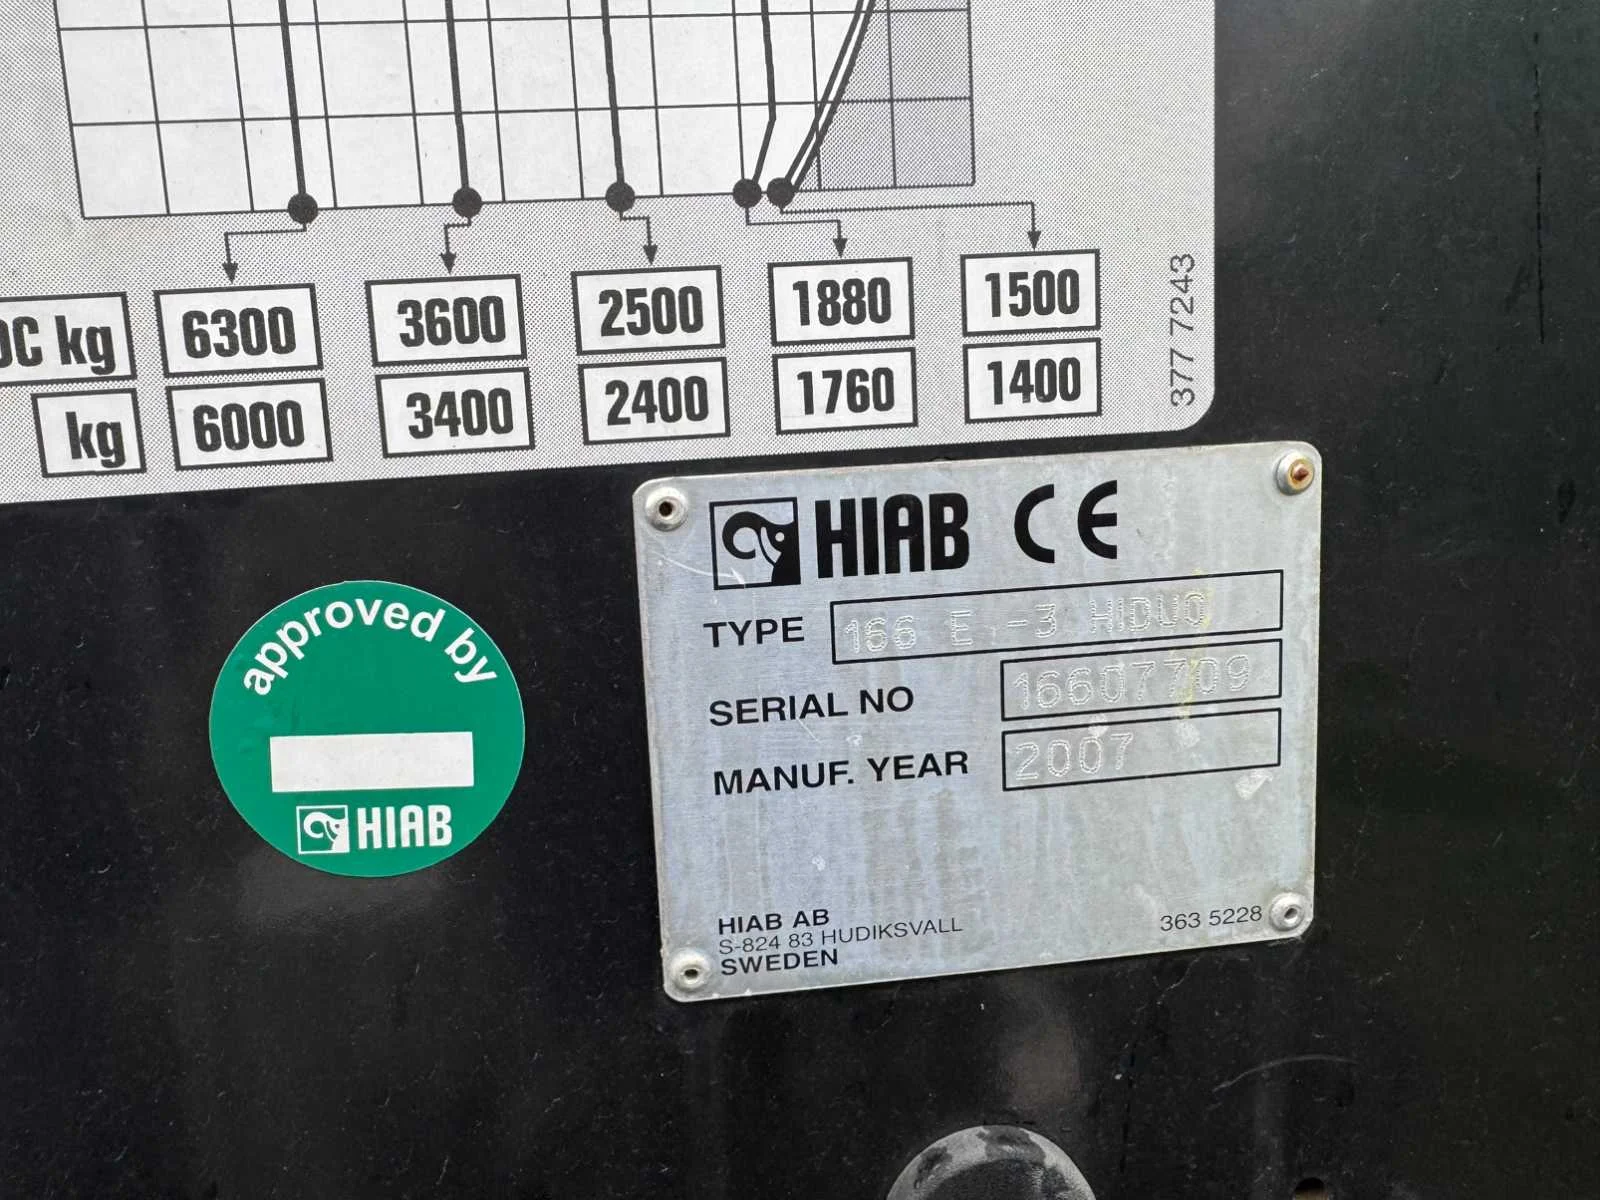 6300 3600 2500 1880 1500
kg
kg 6000 3400 2400 1760 1400
377 7243
approved by
HIAB
HIAB CE
TYPE 166 E -3 HIDUO
SERIAL NO 16607709
MANUF. YEAR 2007
HIAB AB
S-824 83 HUDIKSVALL 363 5228
SWEDEN